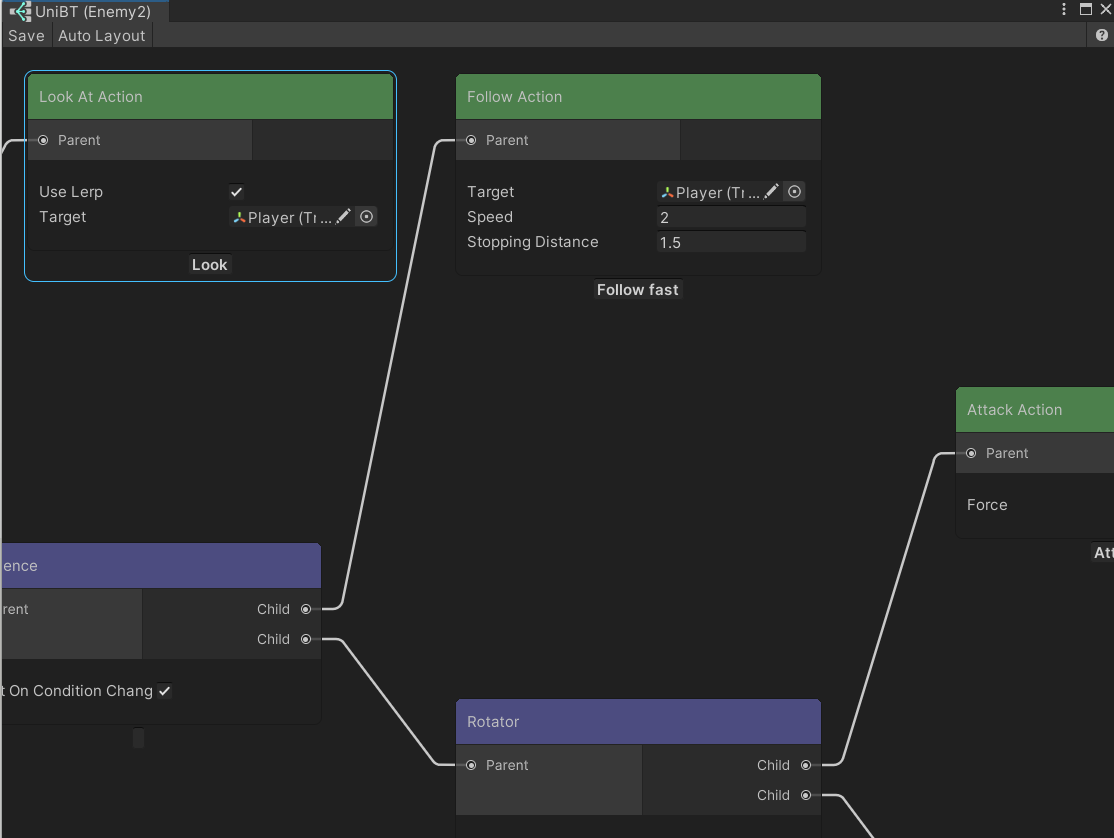 UniBT (Enemy2)
Save Auto Layout
Look At Action
Parent
Use Lerp
Target Player (Tr ...
Look
Follow Action
Parent
Target Player (Tr ...
Speed 2
Stopping Distance 1.5
Follow fast
Attack Action
Parent
Force
Att
ence
rent
Child
Child
t On Condition Chang
Rotator
Parent
Child
Child